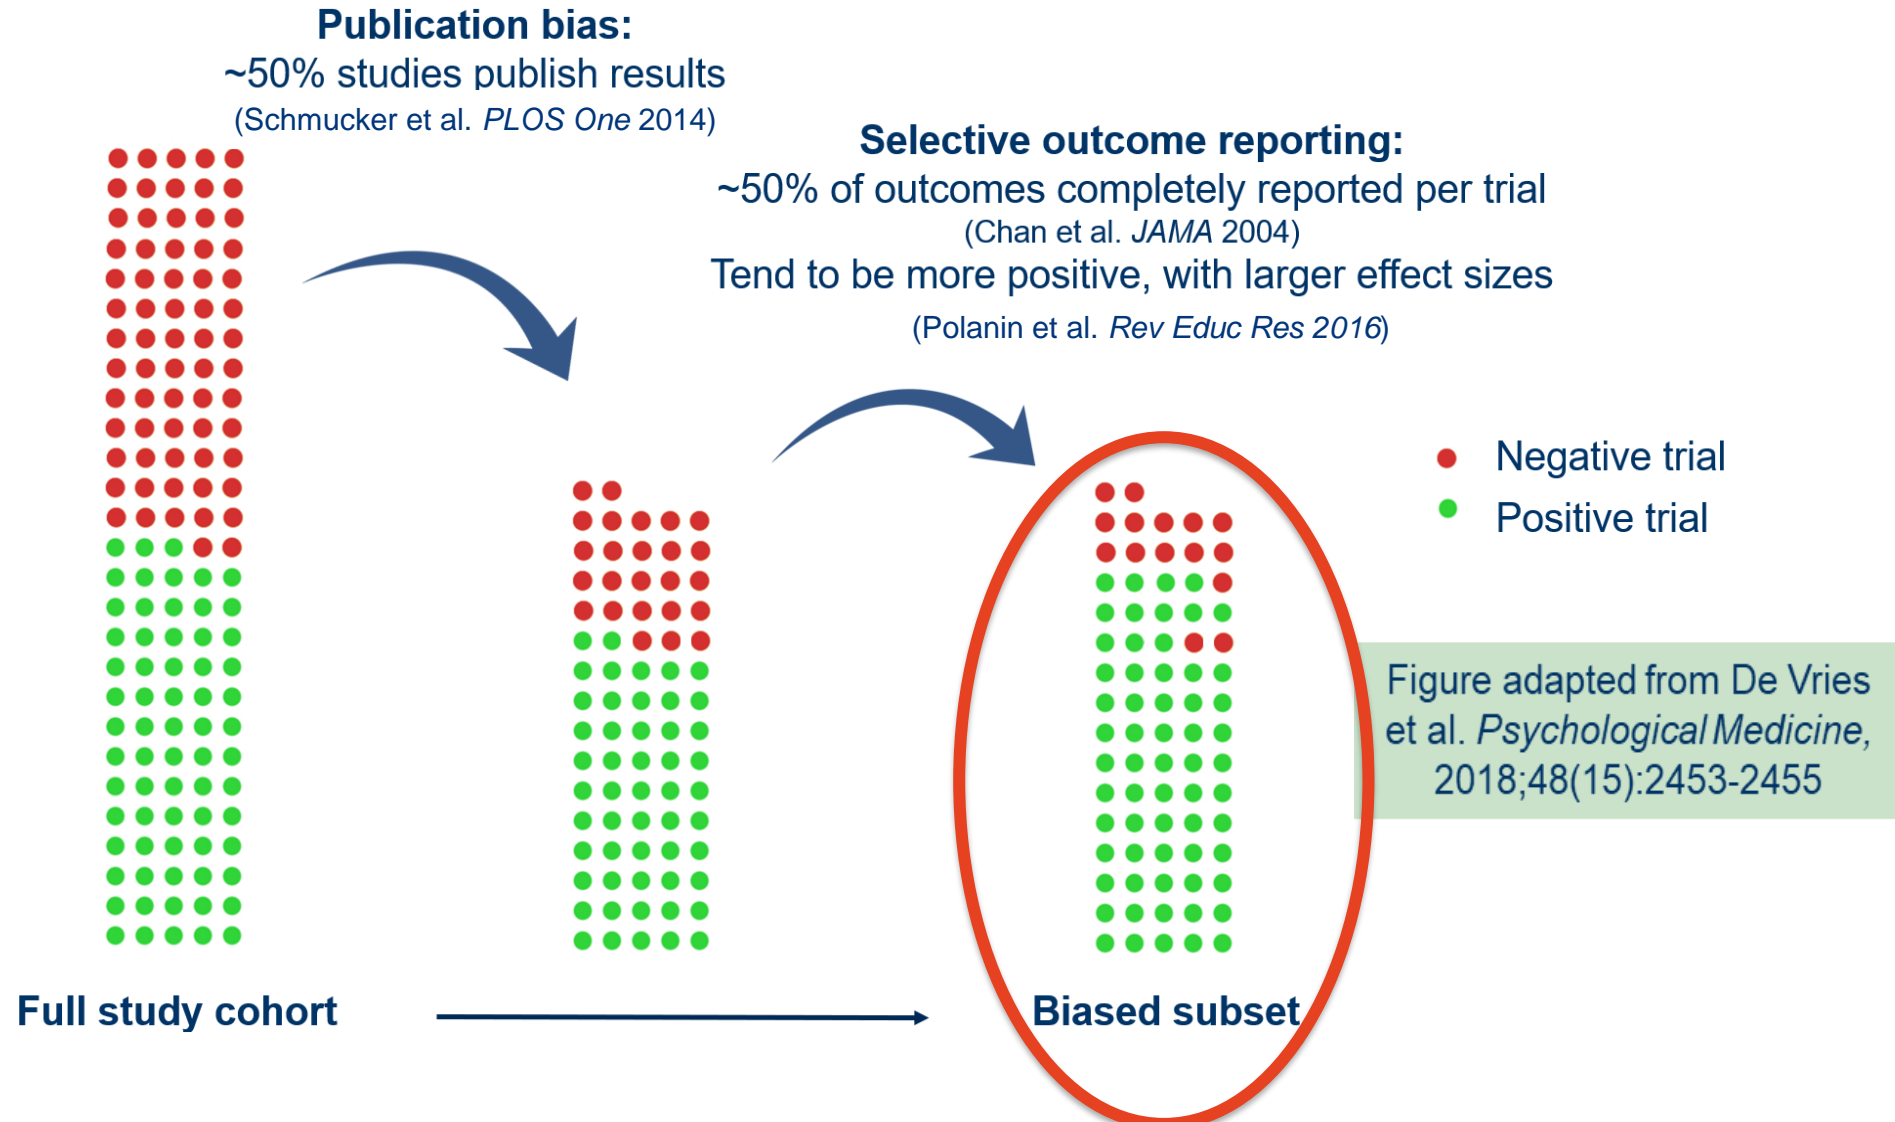 Publication bias:
~50% studies publish results
(Schmucker et al. PLOS One 2014)
Selective outcome reporting:
~50% of outcomes completely reported per trial
(Chan et al. JAMA 2004)
Tend to be more positive, with larger effect sizes
(Polanin et al. Rev Educ Res 2016)
Negative trial
Positive trial
Figure adapted from De Vries
et al. Psychological Medicine,
2018;48(15):2453-2455
Full study cohort
Biased subset